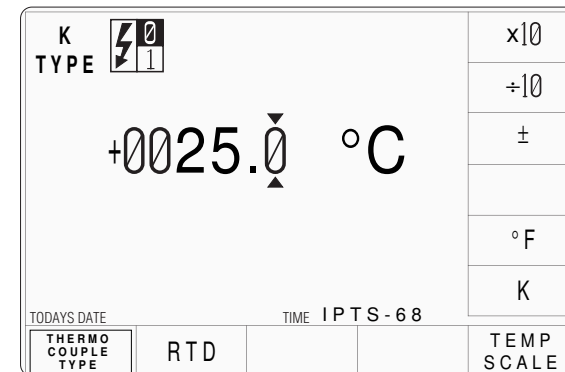 K
TYPE
0
1
+0025.0 °C
TODAYS DATE
TIME IPTS-68
x10
÷10
±
°F
K
THERMO
COUPLE
TYPE
RTD
TEMP
SCALE